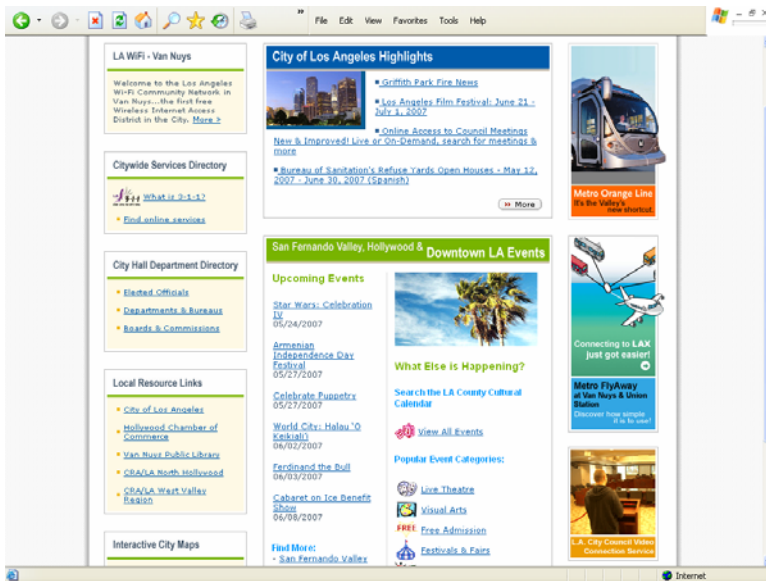 File Edit View Favorites Tools Help
LA WiFi - Van Nuys
Welcome to the Los Angeles
Wi-Fi Community Network in
Van Nuys...the first free
Wireless Internet Access
District in the City. More >
Citywide Services Directory
What is 3-1-1?
Find online services
City Hall Department Directory
Elected Officials
Departments & Bureaus
Boards & Commissions
Local Resource Links
City of Los Angeles
Hollywood Chamber of
Commerce
Van Nuys Public Library
CRA/LA North Hollywood
CRA/LA West Valley
Region
Interactive City Maps
City of Los Angeles Highlights
Griffith Park Fire News
Los Angeles Film Festival: June 21 -
July 1, 2007
Online Access to Council Meetings
New & Improved! Live or On-Demand, search for meetings &
more
Bureau of Sanitation's Refuse Yards Open Houses - May 12,
2007 - June 30, 2007 (Spanish)
More
San Fernando Valley, Hollywood & Downtown LA Events
Upcoming Events
Star Wars: Celebration
IV
05/24/2007
Armenian
Independence Day
Festival
05/27/2007
Celebrate Puppetry
05/27/2007
World City: Halau 'O
Keikiali'i
06/02/2007
Ferdinand the Bull
06/03/2007
Cabaret on Ice Benefit
Show
06/08/2007
Find More:
- San Fernando Valley
What Else is Happening?
Search the LA County Cultural
Calendar
View All Events
Popular Event Categories:
Live Theatre
Visual Arts
FREE Free Admission
Festivals & Fairs
Metro Orange Line
It's the Valley's
new shortcut.
Connecting to LAX
just got easier!
Metro FlyAway
at Van Nuys & Union
Station
Discover how simple
it is to use!
L.A. City Council Video
Connection Service
Internet